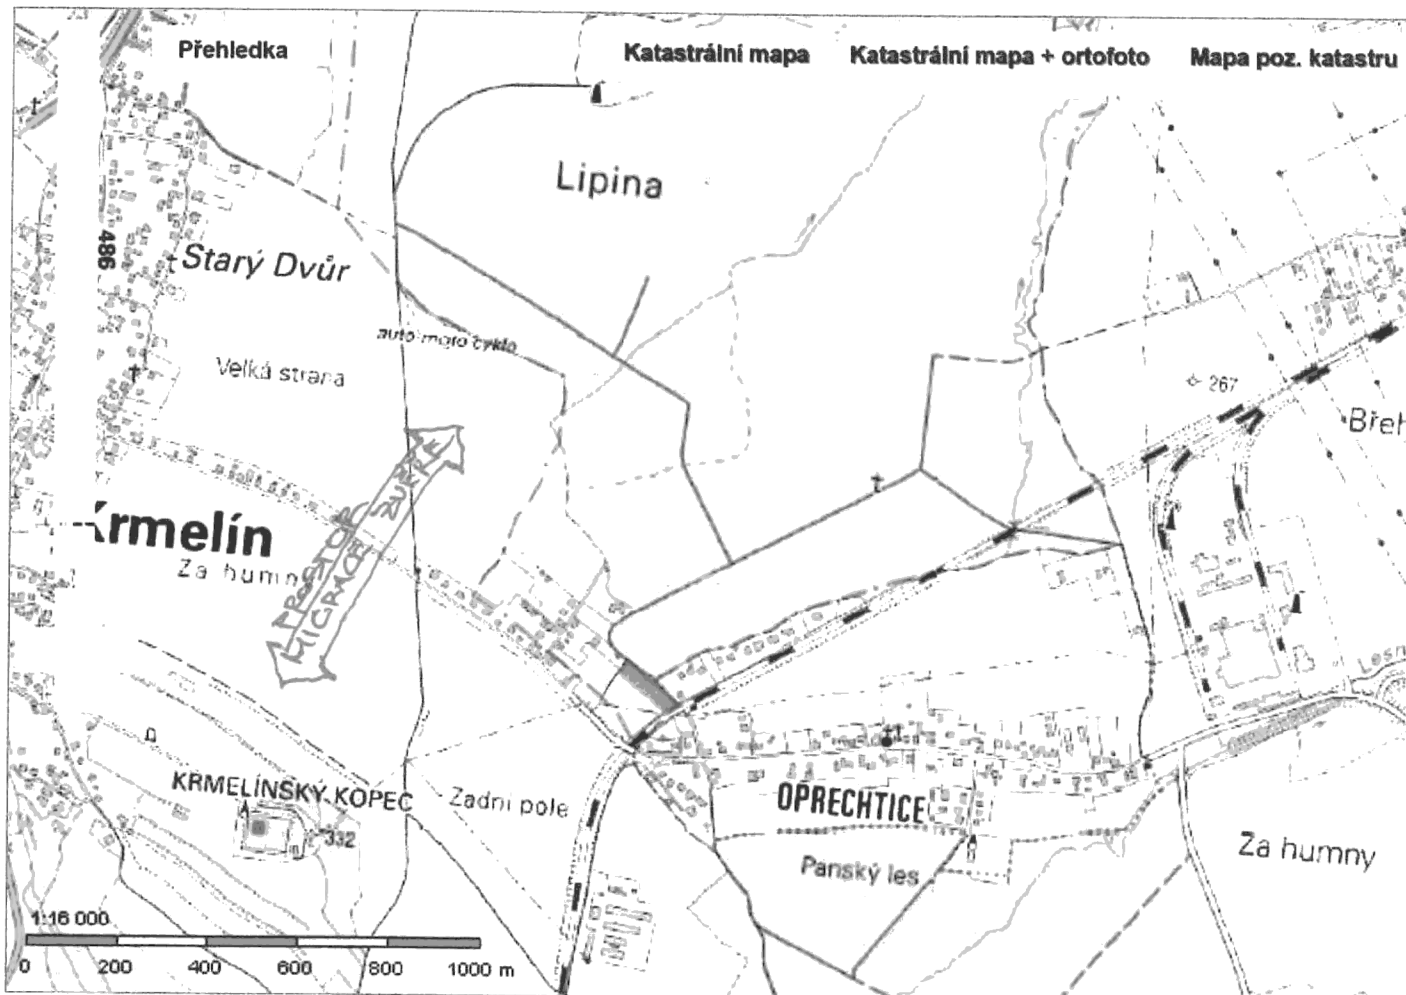 Přehledka
Katastrální mapa
Katastrální mapa + ortofoto
Mapa poz. katastru
Lipina
486
Starý Dvůr
auto moto cyklo
Velká strana
267
Břeh
Krmelín
Za humn
PROSTOR
MIGRACE
ZVĚŘE
Lesn
KRMELÍNSKÝ KOPEC
332
Zadní pole
OPRECHTICE
Panský les
Za humny
1:16 000
0 200 400 600 800 1000 m